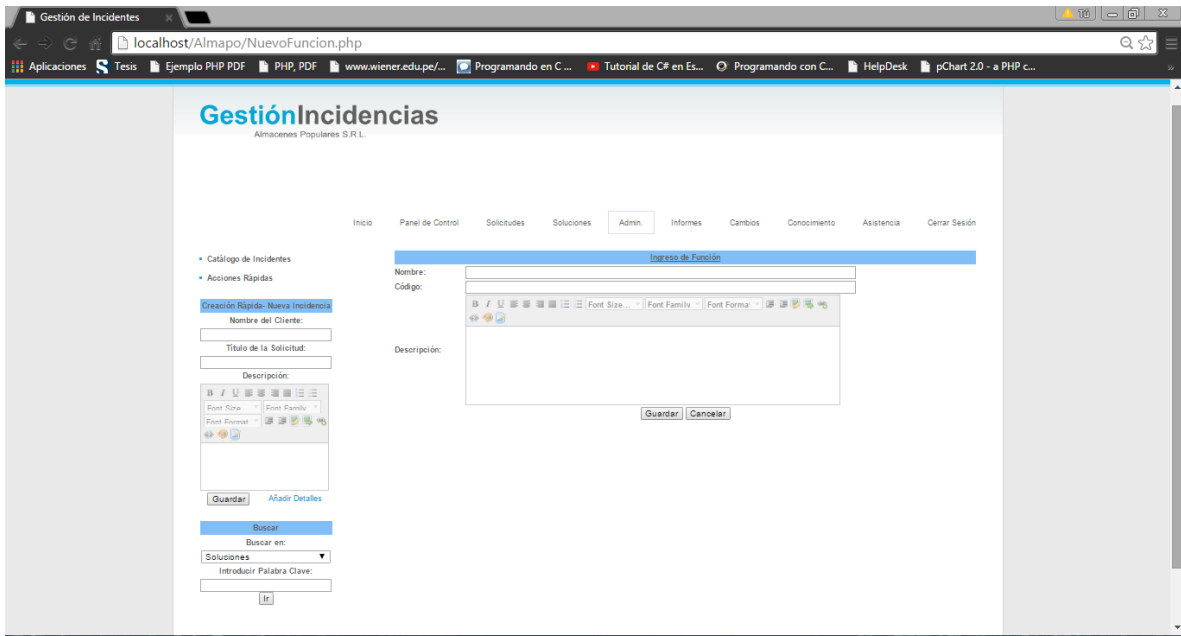 Gestión de Incidentes
Tú
localhost/Almapo/NuevoFuncion.php
Aplicaciones Tesis Ejemplo PHP PDF PHP, PDF www.wiener.edu.pe/... Programando en C ... Tutorial de C# en Es... Programando con C... HelpDesk pChart 2.0 - a PHP c...
GestiónIncidencias
Almacenes Populares S.R.L.
Inicio Panel de Control Solicitudes Soluciones Admin. Informes Cambios Conocimiento Asistencia Cerrar Sesión
Catálogo de Incidentes
Acciones Rápidas
Creación Rápida- Nueva Incidencia
Nombre del Cliente:
Título de la Solicitud:
Descripción:
B I U
Font Size Font Family
Font Format
Guardar Añadir Detalles
Buscar
Buscar en:
Soluciones
Introducir Palabra Clave:
Ir
Ingreso de Función
Nombre:
Código:
B I U Font Size... Font Family Font Format
Descripción:
Guardar Cancelar